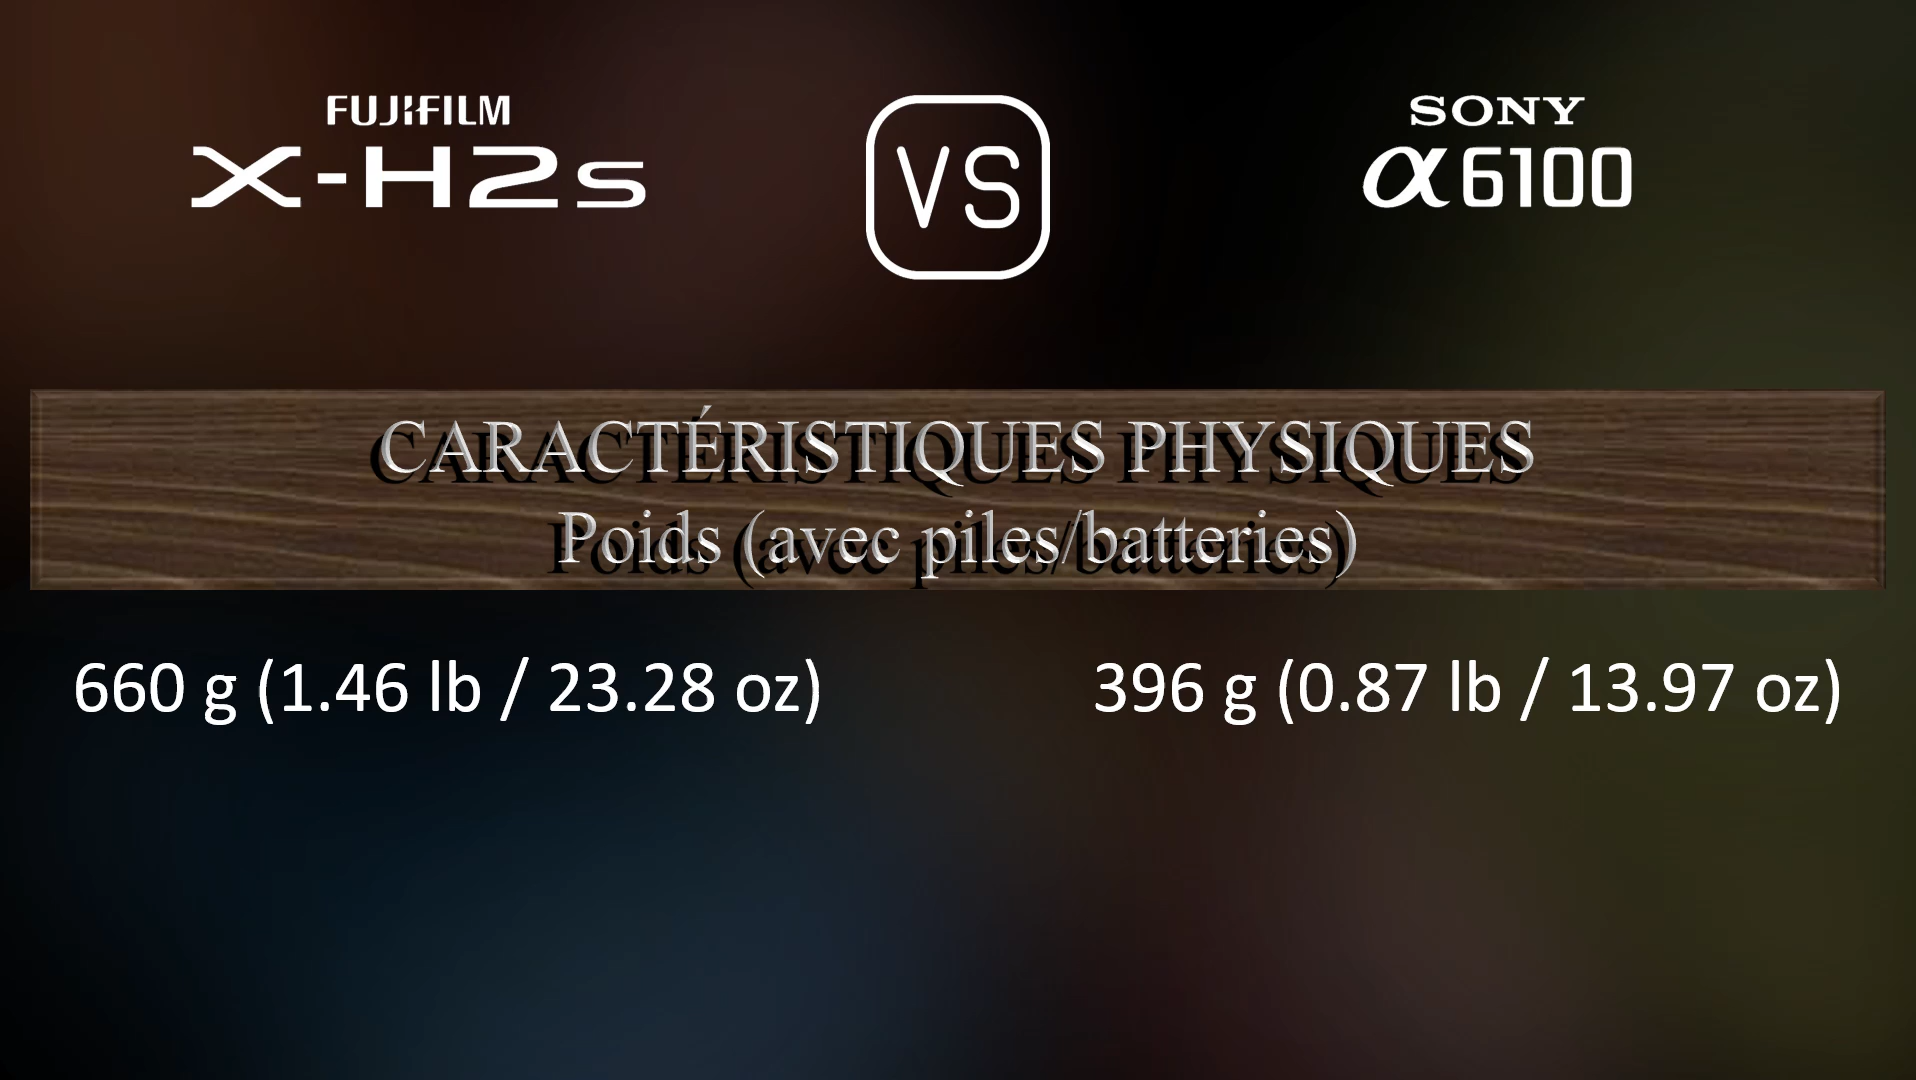 FUJIFILM
X-H2s
VS
SONY
α6100
CARACTÉRISTIQUES PHYSIQUES
Poids (avec piles/batteries)
660 g (1.46 lb / 23.28 oz)
396 g (0.87 lb / 13.97 oz)